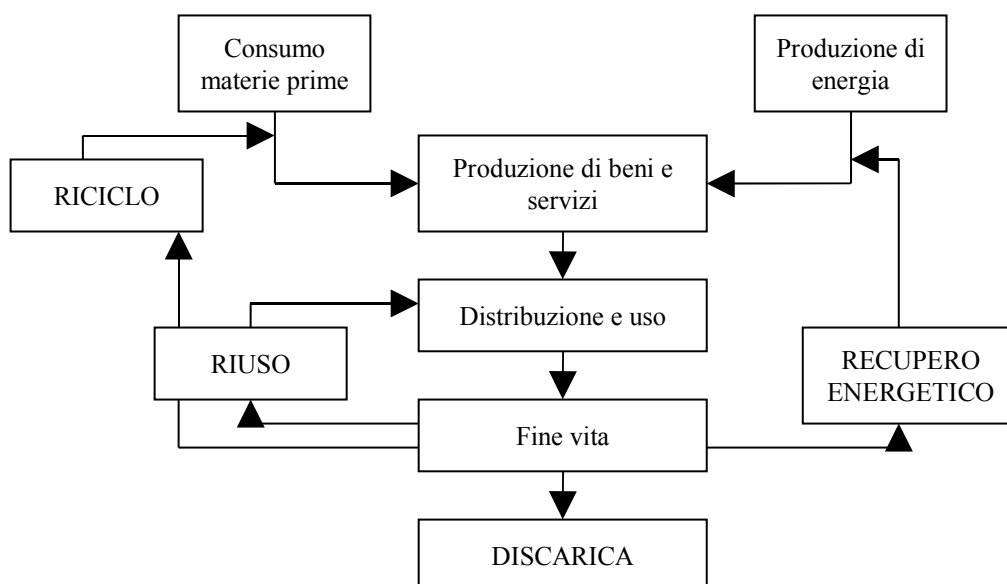 Consumo
materie prime
Produzione di
energia
Produzione di beni e
servizi
RICICLO
Distribuzione e uso
RIUSO
RECUPERO
ENERGETICO
Fine vita
DISCARICA